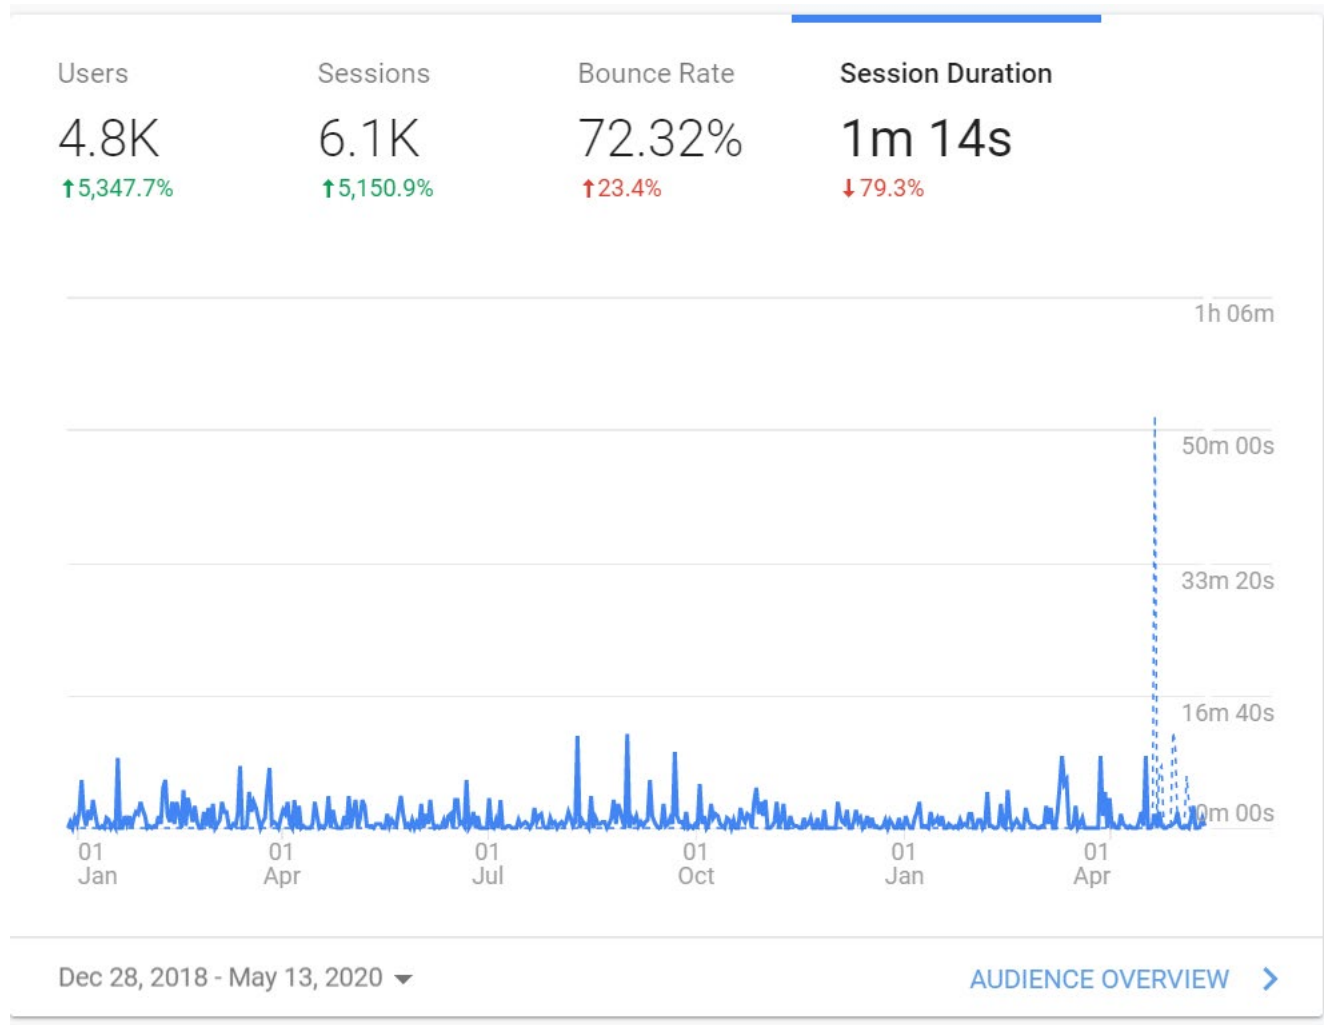 Users Sessions Bounce Rate Session Duration
4.8K 6.1K 72.32% 1m 14s
5,347.7% 5,150.9% 23.4% 79.3%
1h 06m
50m 00s
33m 20s
16m 40s
0m 00s
01 01 01 01 01 01
Jan Apr Jul Oct Jan Apr
Dec 28, 2018 - May 13, 2020
AUDIENCE OVERVIEW